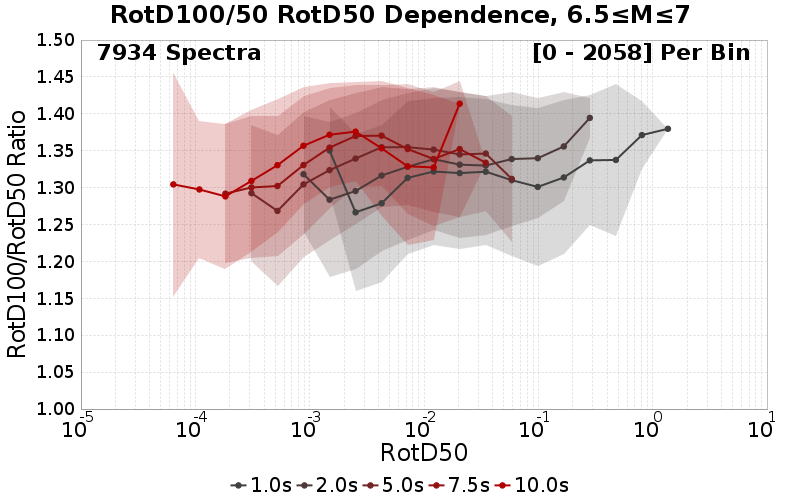 RotD100/50 RotD50 Dependence, 6.5≤M≤7
7934 Spectra
[0 - 2058] Per Bin
RotD100/RotD50 Ratio
1.50
1.45
1.40
1.35
1.30
1.25
1.20
1.15
1.10
1.05
1.00
10^-5 10^-4 10^-3 10^-2 10^-1 10^0 10^1
RotD50
1.0s 2.0s 5.0s 7.5s 10.0s